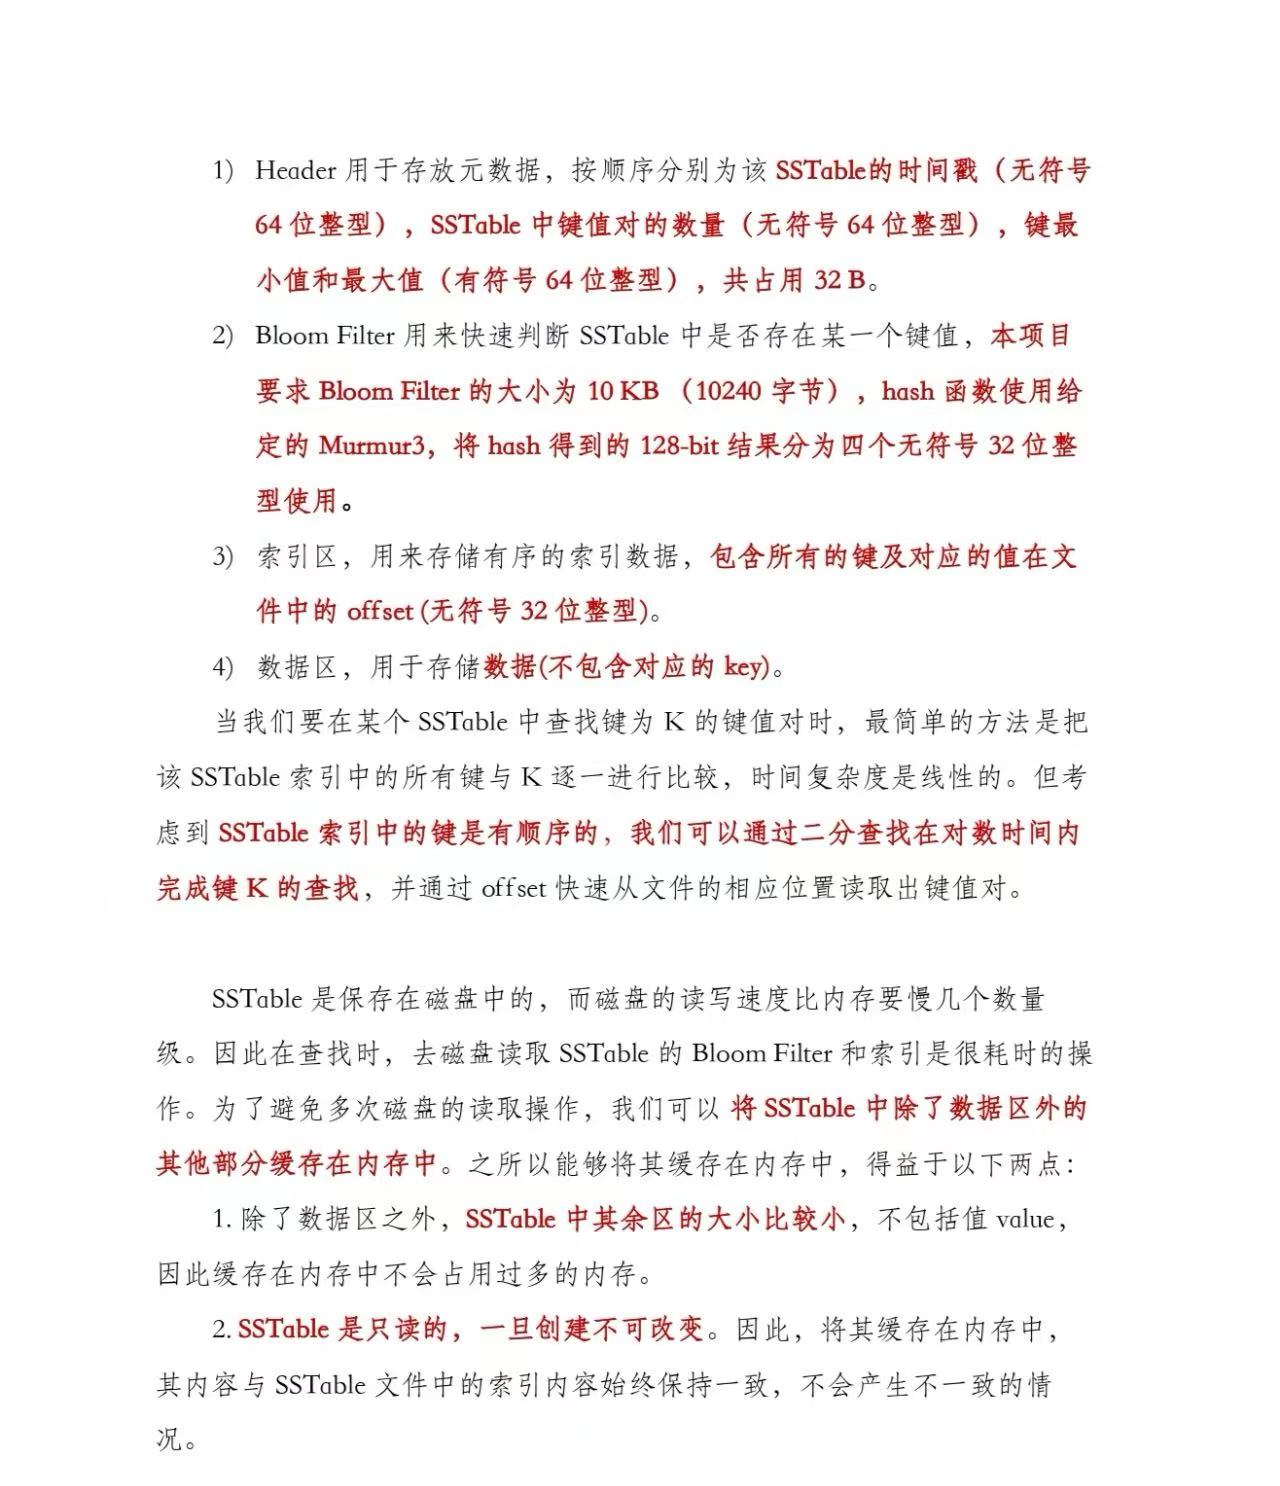 1) Header 用于存放元数据，按顺序分别为该 SSTable的时间戳（无符号
64 位整型），SSTable 中键值对的数量（无符号 64 位整型），键最
小值和最大值（有符号 64 位整型），共占用 32 B。
2) Bloom Filter 用来快速判断 SSTable 中是否存在某一个键值，本项目
要求 Bloom Filter 的大小为 10 KB （10240 字节），hash 函数使用给
定的 Murmur3，将 hash 得到的 128-bit 结果分为四个无符号 32 位整
型使用。
3) 索引区，用来存储有序的索引数据，包含所有的键及对应的值在文
件中的 offset (无符号 32 位整型)。
4) 数据区，用于存储数据(不包含对应的 key)。
当我们要在某个 SSTable 中查找键为 K 的键值对时，最简单的方法是把
该 SSTable 索引中的所有键与 K 逐一进行比较，时间复杂度是线性的。但考
虑到 SSTable 索引中的键是有顺序的，我们可以通过二分查找在对数时间内
完成键 K 的查找，并通过 offset 快速从文件的相应位置读取出键值对。
SSTable 是保存在磁盘中的，而磁盘的读写速度比内存要慢几个数量
级。因此在查找时，去磁盘读取 SSTable 的 Bloom Filter 和索引是很耗时的操
作。为了避免多次磁盘的读取操作，我们可以 将 SSTable 中除了数据区外的
其他部分缓存在内存中。之所以能够将其缓存在内存中，得益于以下两点：
1. 除了数据区之外，SSTable 中其余区的大小比较小，不包括值 value，
因此缓存在内存中不会占用过多的内存。
2. SSTable 是只读的，一旦创建不可改变。因此，将其缓存在内存中，
其内容与 SSTable 文件中的索引内容始终保持一致，不会产生不一致的情
况。